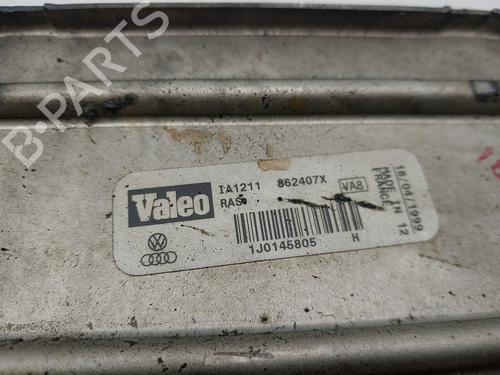 B-PARTS
Valeo IA1211 862407X VA8
RAS
1J0145805 H
18/04/1999
MADE IN 12
FRANCE